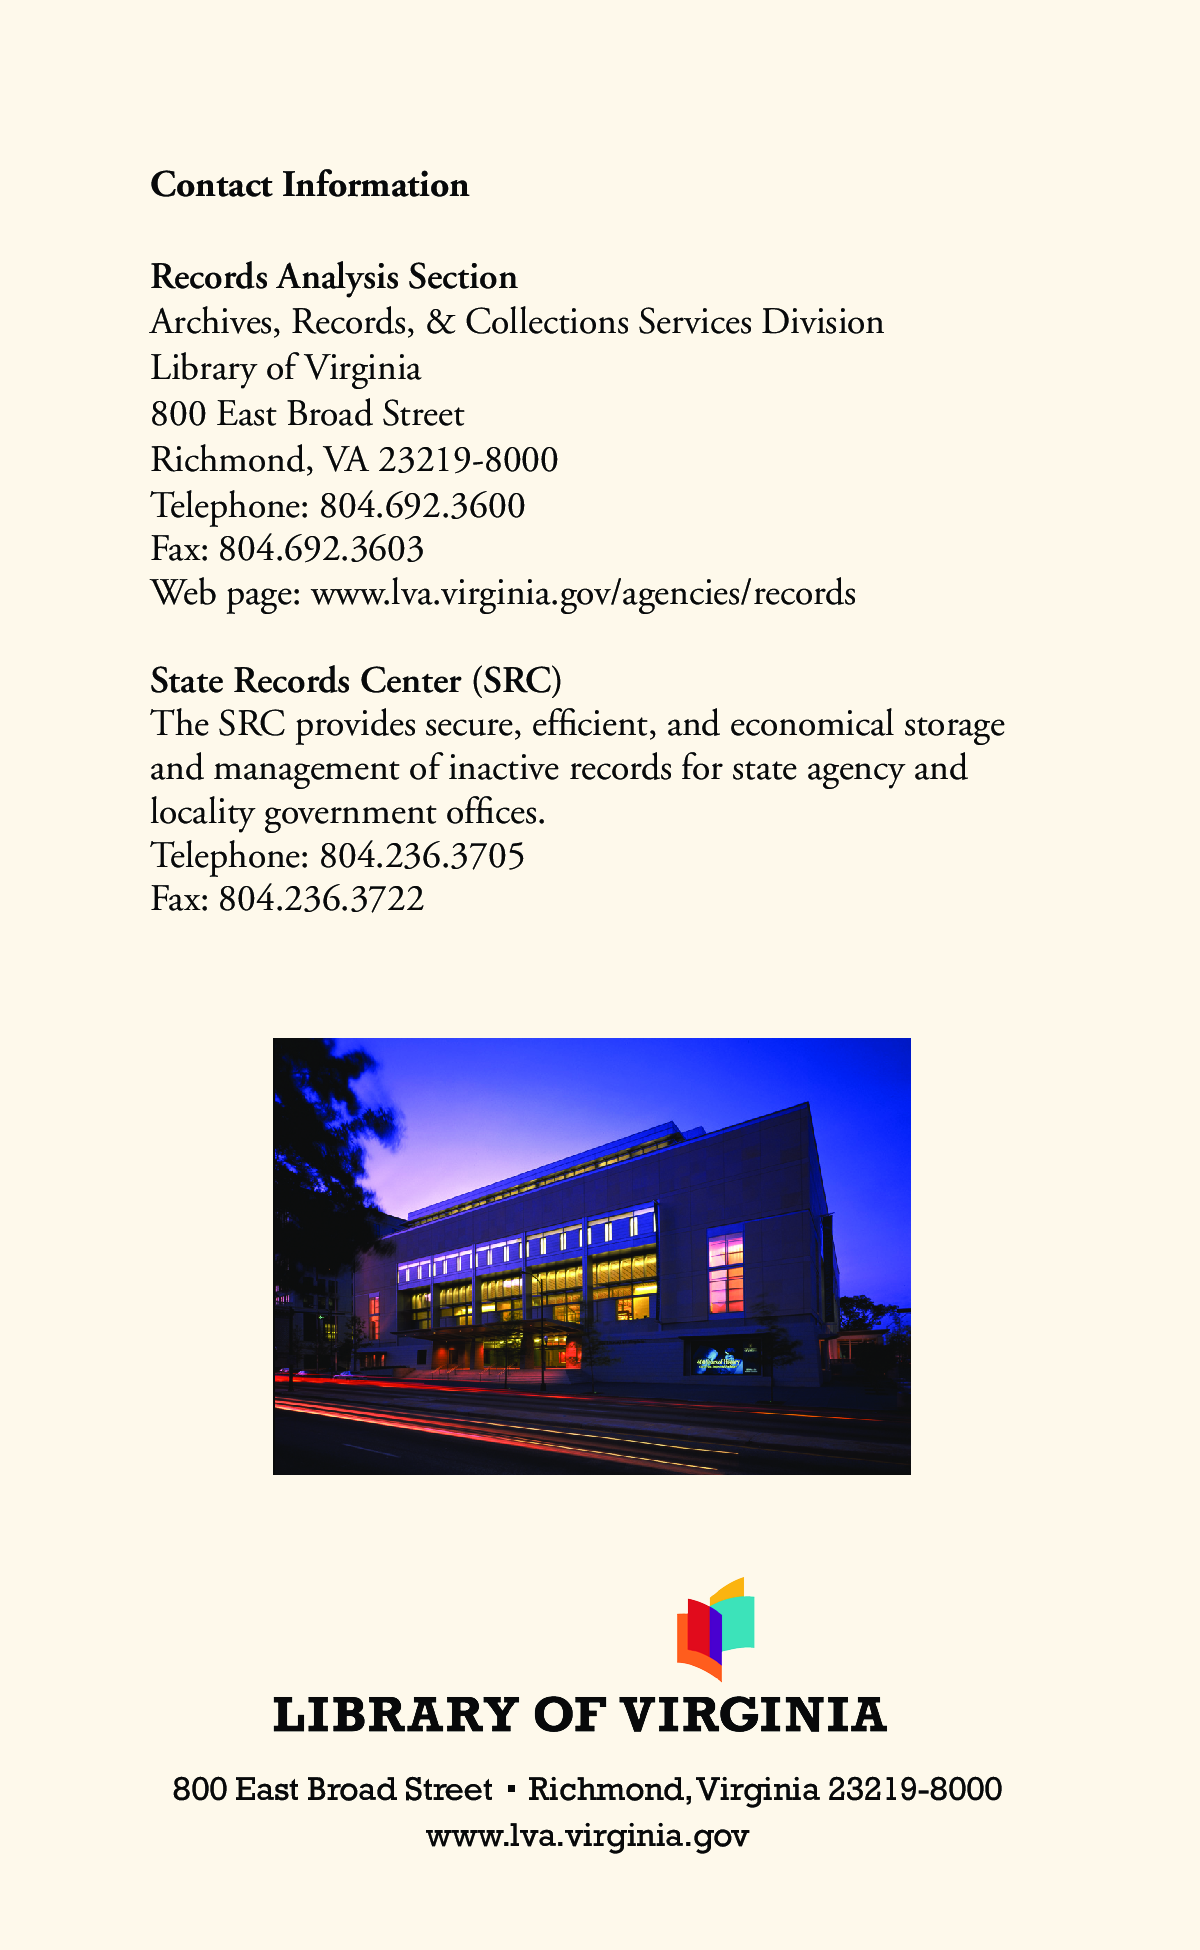 Contact Information
Records Analysis Section
Archives, Records, & Collections Services Division
Library of Virginia
800 East Broad Street
Richmond, VA 23219-8000
Telephone: 804.692.3600
Fax: 804.692.3603
Web page: www.lva.virginia.gov/agencies/records
State Records Center (SRC)
The SRC provides secure, efficient, and economical storage
and management of inactive records for state agency and
locality government offices.
Telephone: 804.236.3705
Fax: 804.236.3722
LIBRARY OF VIRGINIA
800 East Broad Street ▪ Richmond, Virginia 23219-8000
www.lva.virginia.gov